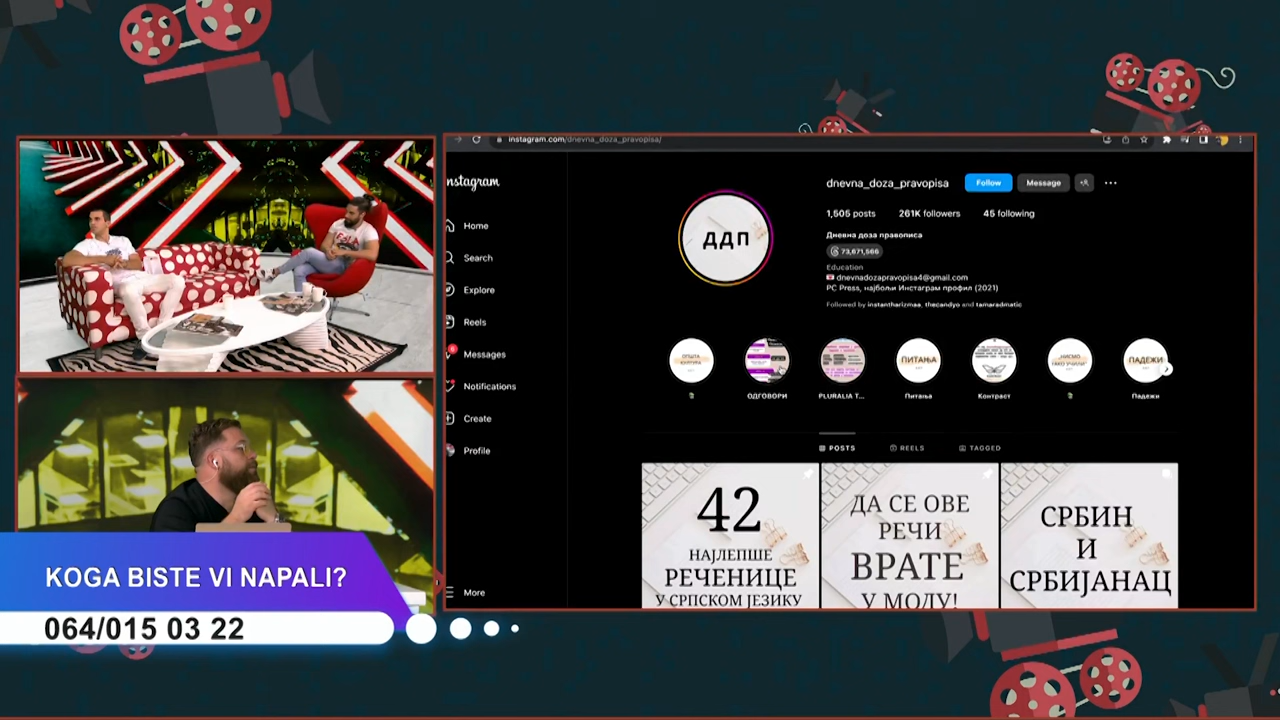 instagram.com/dnevna_doza_pravopisa/
nstagram
Home
Search
Explore
Reels
Messages
Notifications
Create
Profile
More
ДДП
dnevna_doza_pravopisa
Follow
Message
1,505 posts
261K followers
45 following
Дневна доза правописа
73,671,566
Education
dnevnadozapravopisa4@gmail.com
PC Press, најбољи Инстаграм профил (2021)
Followed by instantharizmaa, thecandyo and tamaradmatic
ПИТАЊА
ПАДЕЖИ
ОДГОВОРИ
PLURALIA T...
Питања
Контраст
Падежи
POSTS
REELS
TAGGED
42
НАЈЛЕПШЕ
РЕЧЕНИЦЕ
У СРПСКОМ ЈЕЗИКУ
ДА СЕ ОВЕ
РЕЧИ
ВРАТЕ
У МОДУ!
СРБИН
И
СРБИЈАНАЦ
KOGA BISTE VI NAPALI?
064/015 03 22